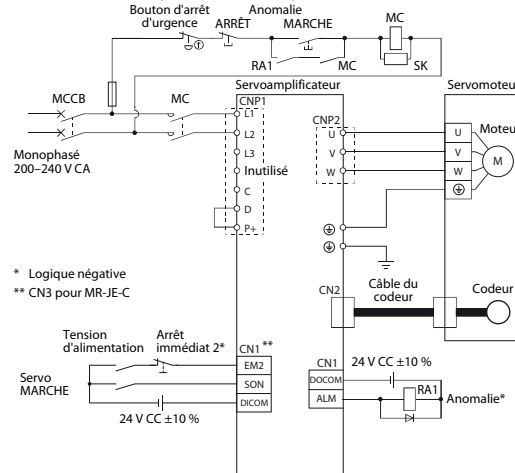 Bouton d'arrêt
d'urgence
ARRÊT
Anomalie
MARCHE
MC
RA1
MC
SK
Servoamplificateur
Servomoteu
MCCB
MC
CNP1
L1
L2
L3
Inutilisé
C
D
P+
CNP2
U
V
W
U
V
W
Moteu
M
Monophasé
200–240 V CA
* Logique négative
** CN3 pour MR-JE-C
CN2
Câble du
codeur
Codeur
Tension
d'alimentation
Arrêt
immédiat 2*
CN1 **
EM2
SON
DICOM
Servo
MARCHE
24 V CC ±10 %
CN1
DOCOM
ALM
24 V CC ±10 %
RA1
Anomalie*